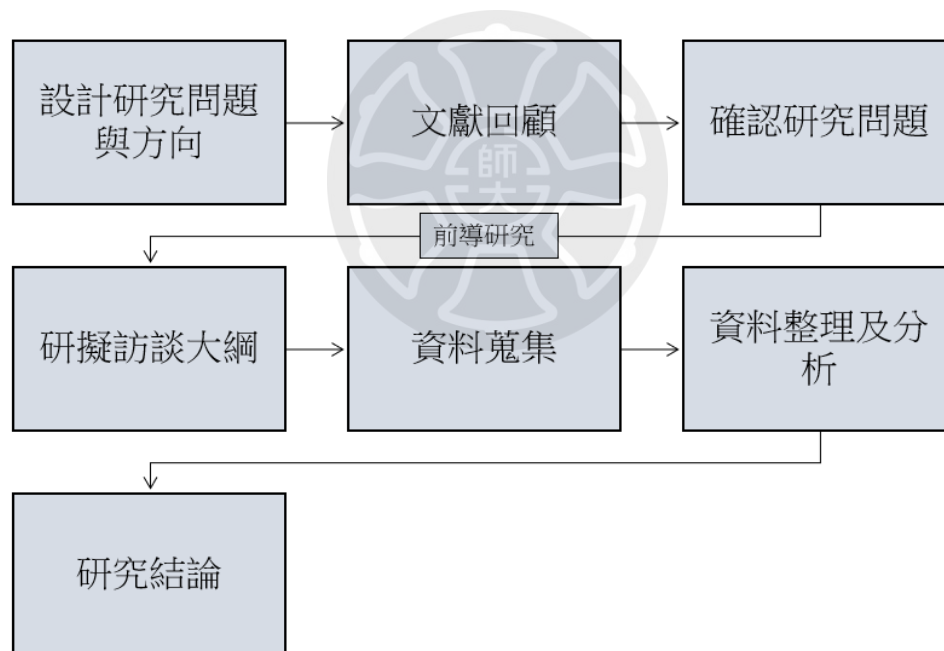 設計研究問題
與方向
文獻回顧
確認研究問題
師大
前導研究
研擬訪談大綱
資料蒐集
資料整理及分
析
研究結論